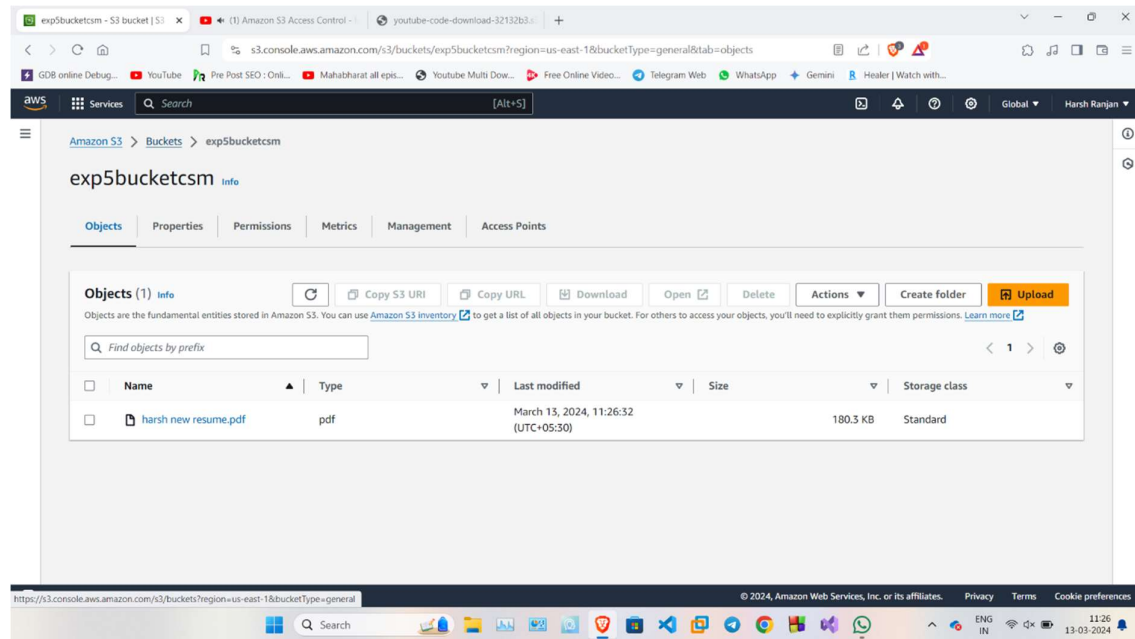 exp5bucketcsm - S3 bucket | S3
(1) Amazon S3 Access Control -
youtube-code-download-32132b3.s
s3.console.aws.amazon.com/s3/buckets/exp5bucketcsm?region=us-east-1&bucketType=general&tab=objects
GDB online Debug...
YouTube
Pre Post SEO : Onli...
Mahabharat all epis...
Youtube Multi Dow...
Free Online Video...
Telegram Web
WhatsApp
Gemini
Healer | Watch with...
aws
Services
Search
[Alt+S]
Global
Harsh Ranjan
Amazon S3 > Buckets > exp5bucketcsm
exp5bucketcsm Info
Objects
Properties
Permissions
Metrics
Management
Access Points
Objects (1) Info
Copy S3 URI
Copy URL
Download
Open
Delete
Actions
Create folder
Upload
Objects are the fundamental entities stored in Amazon S3. You can use Amazon S3 inventory to get a list of all objects in your bucket. For others to access your objects, you'll need to explicitly grant them permissions. Learn more
Find objects by prefix
1
Name
Type
Last modified
Size
Storage class
harsh new resume.pdf
pdf
March 13, 2024, 11:26:32
(UTC+05:30)
180.3 KB
Standard
https://s3.console.aws.amazon.com/s3/buckets?region=us-east-1&bucketType=general
© 2024, Amazon Web Services, Inc. or its affiliates.
Privacy
Terms
Cookie preferences
Search
ENG
IN
11:26
13-03-2024